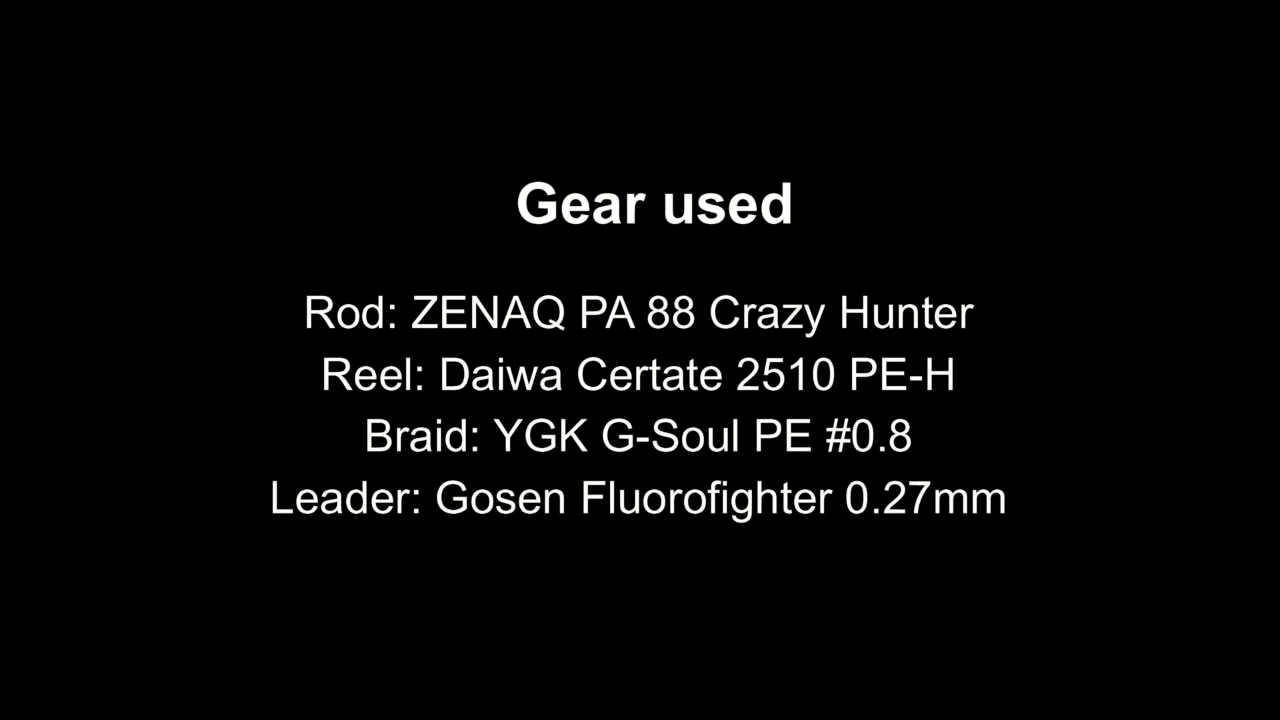 Gear used
Rod: ZENAQ PA 88 Crazy Hunter
Reel: Daiwa Certate 2510 PE-H
Braid: YGK G-Soul PE #0.8
Leader: Gosen Fluorofighter 0.27mm